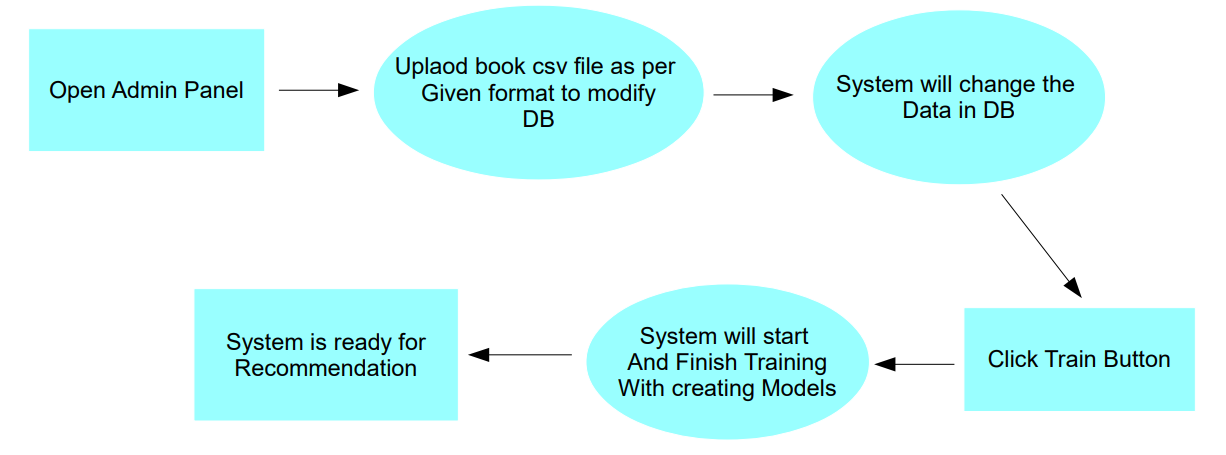 Open Admin Panel
Uplaod book csv file as per
Given format to modify
DB
System will change the
Data in DB
Click Train Button
System will start
And Finish Training
With creating Models
System is ready for
Recommendation